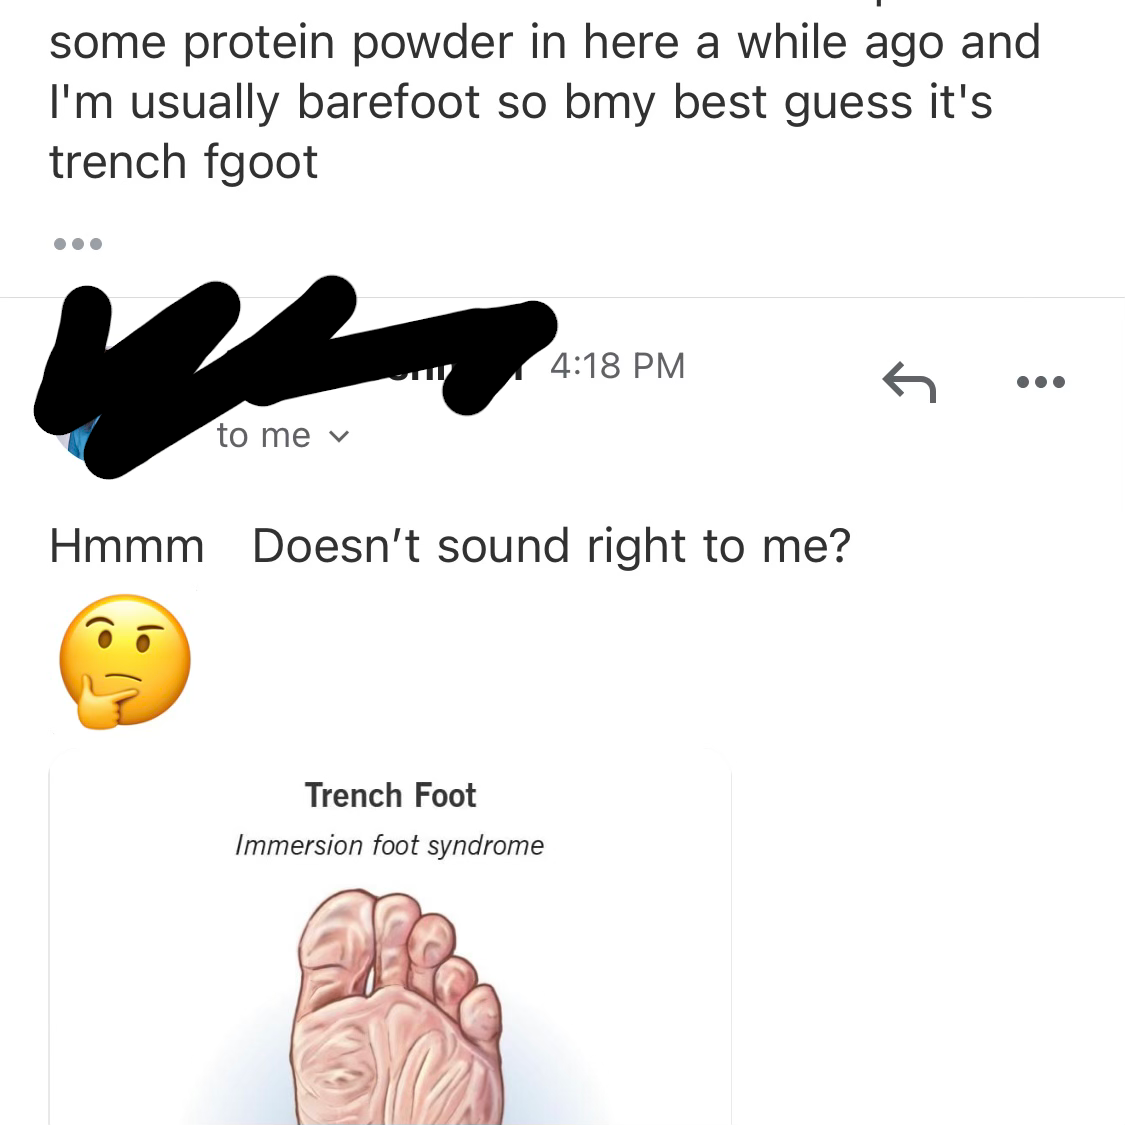 some protein powder in here a while ago and
I'm usually barefoot so bmy best guess it's
trench fgoot
4:18 PM
to me
Hmmm Doesn’t sound right to me?
Trench Foot
Immersion foot syndrome